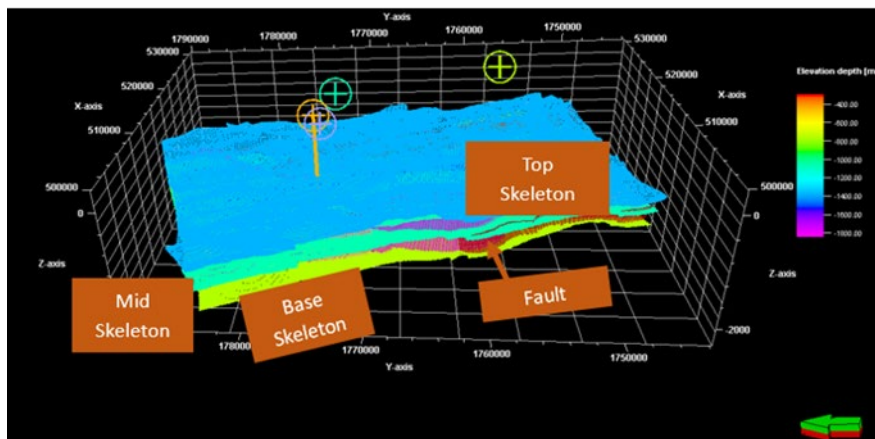 Y-axis
1790000
1780000
1770000
1760000
1750000
530000
530000
520000
520000
X-axis
X-axis
510000
510000
500000
500000
0
0
Z-axis
Z-axis
-2000
Elevation depth [m
-400.00
-600.00
-800.00
-1000.00
-1200.00
-1400.00
-1600.00
-1800.00
Top
Skeleton
Mid
Skeleton
Base
Skeleton
Fault
1770000
1760000
1750000
Y-axis